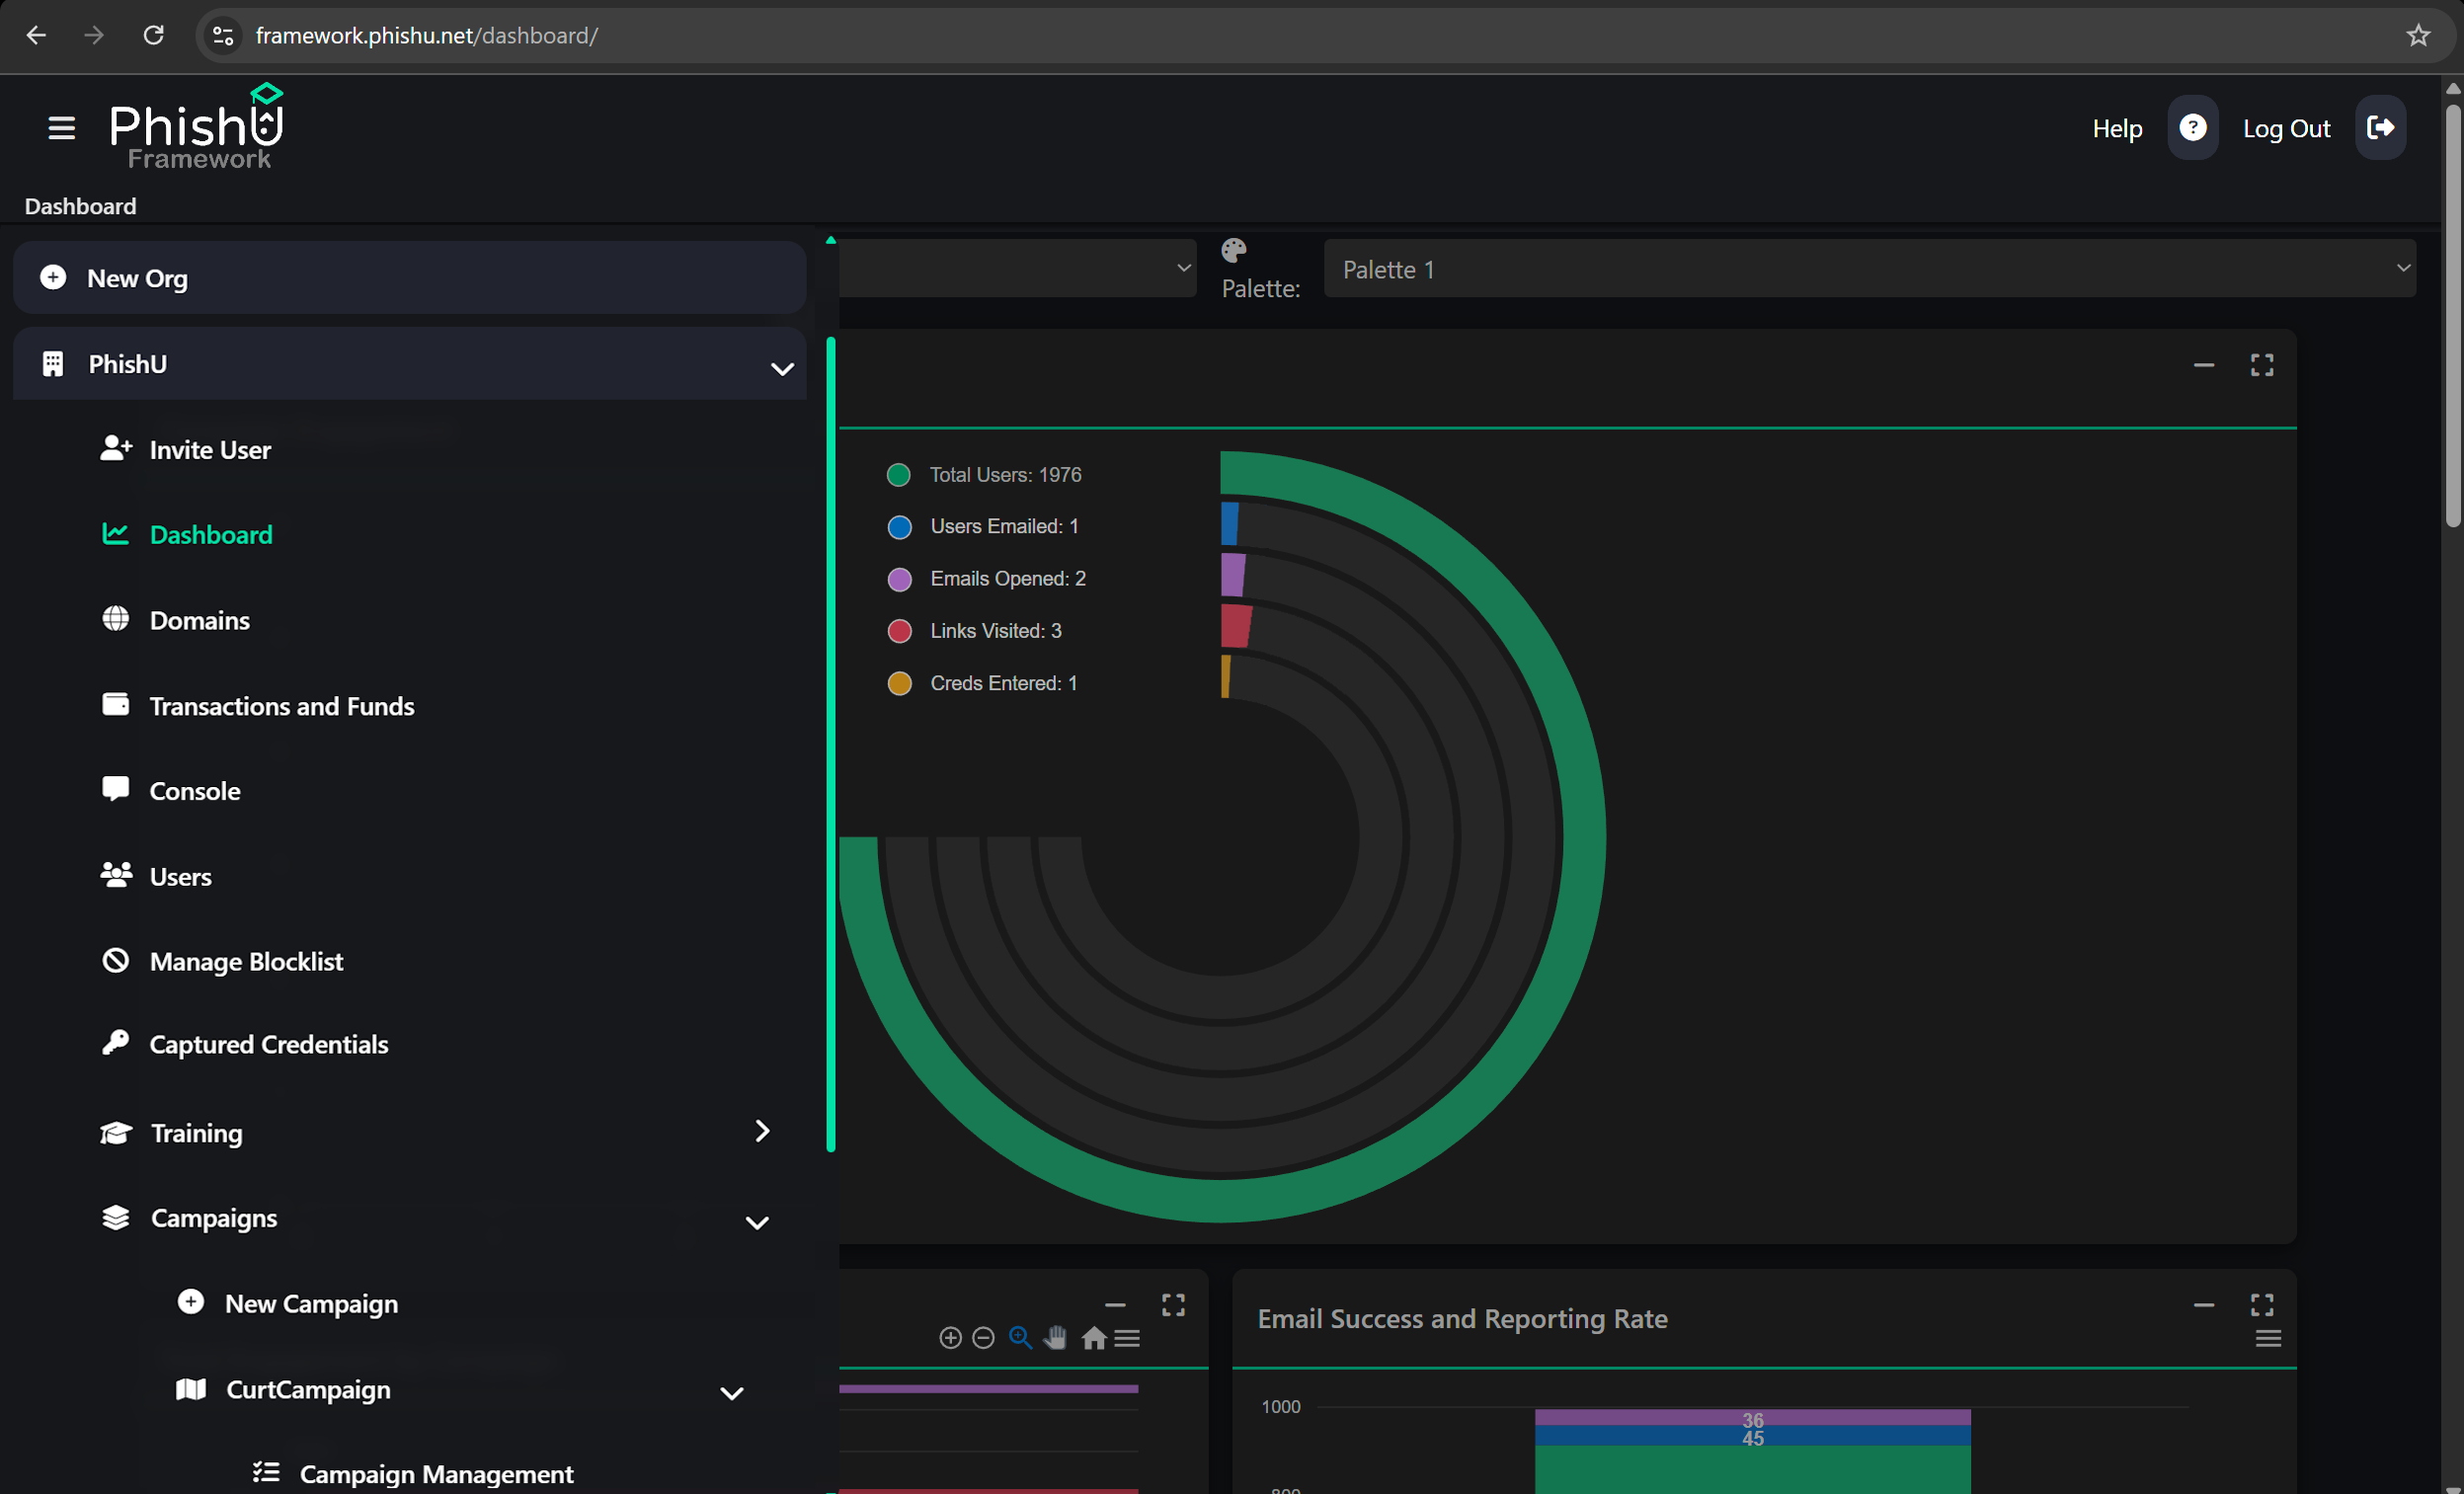 framework.phishu.net/dashboard/
PhishU
Framework
Help
Log Out
Dashboard
New Org
PhishU
Invite User
Dashboard
Domains
Transactions and Funds
Console
Users
Manage Blocklist
Captured Credentials
Training
Campaigns
New Campaign
CurtCampaign
Campaign Management
Palette:
Palette 1
Total Users: 1976
Users Emailed: 1
Emails Opened: 2
Links Visited: 3
Creds Entered: 1
Email Success and Reporting Rate
1000
36
45